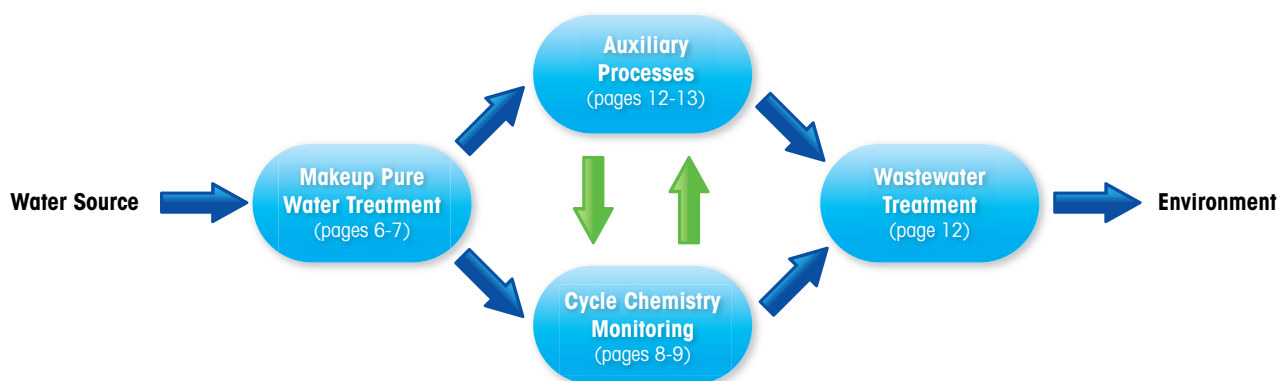 Water Source
Makeup Pure
Water Treatment
(pages 6-7)
Auxiliary
Processes
(pages 12-13)
Cycle Chemistry
Monitoring
(pages 8-9)
Wastewater
Treatment
(page 12)
Environment